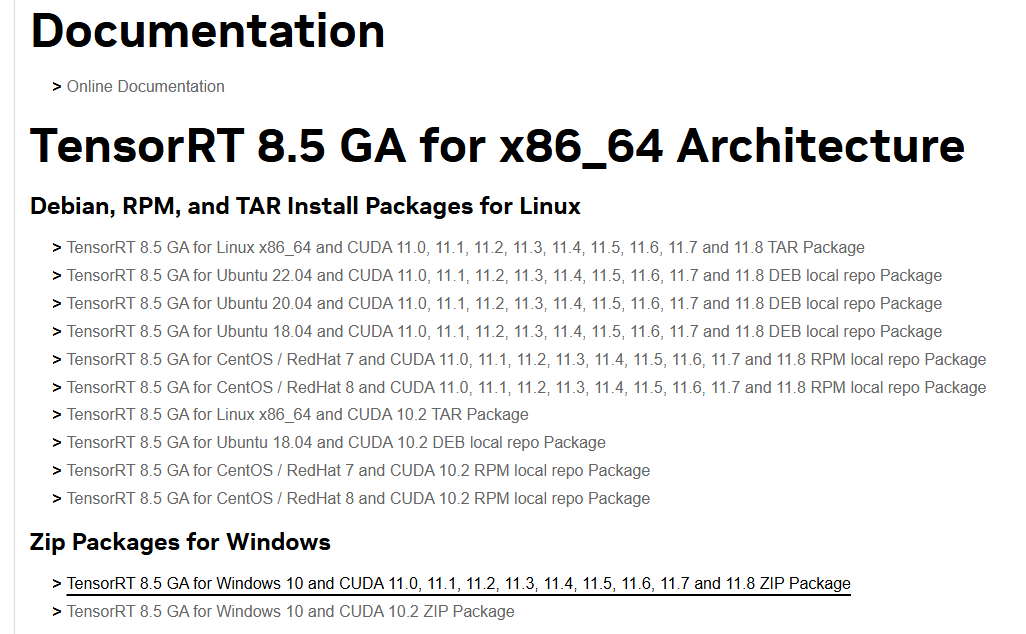 Documentation
> Online Documentation
TensorRT 8.5 GA for x86_64 Architecture
Debian, RPM, and TAR Install Packages for Linux
> TensorRT 8.5 GA for Linux x86_64 and CUDA 11.0, 11.1, 11.2, 11.3, 11.4, 11.5, 11.6, 11.7 and 11.8 TAR Package
> TensorRT 8.5 GA for Ubuntu 22.04 and CUDA 11.0, 11.1, 11.2, 11.3, 11.4, 11.5, 11.6, 11.7 and 11.8 DEB local repo Package
> TensorRT 8.5 GA for Ubuntu 20.04 and CUDA 11.0, 11.1, 11.2, 11.3, 11.4, 11.5, 11.6, 11.7 and 11.8 DEB local repo Package
> TensorRT 8.5 GA for Ubuntu 18.04 and CUDA 11.0, 11.1, 11.2, 11.3, 11.4, 11.5, 11.6, 11.7 and 11.8 DEB local repo Package
> TensorRT 8.5 GA for CentOS / RedHat 7 and CUDA 11.0, 11.1, 11.2, 11.3, 11.4, 11.5, 11.6, 11.7 and 11.8 RPM local repo Package
> TensorRT 8.5 GA for CentOS / RedHat 8 and CUDA 11.0, 11.1, 11.2, 11.3, 11.4, 11.5, 11.6, 11.7 and 11.8 RPM local repo Package
> TensorRT 8.5 GA for Linux x86_64 and CUDA 10.2 TAR Package
> TensorRT 8.5 GA for Ubuntu 18.04 and CUDA 10.2 DEB local repo Package
> TensorRT 8.5 GA for CentOS / RedHat 7 and CUDA 10.2 RPM local repo Package
> TensorRT 8.5 GA for CentOS / RedHat 8 and CUDA 10.2 RPM local repo Package
Zip Packages for Windows
> TensorRT 8.5 GA for Windows 10 and CUDA 11.0, 11.1, 11.2, 11.3, 11.4, 11.5, 11.6, 11.7 and 11.8 ZIP Package
> TensorRT 8.5 GA for Windows 10 and CUDA 10.2 ZIP Package